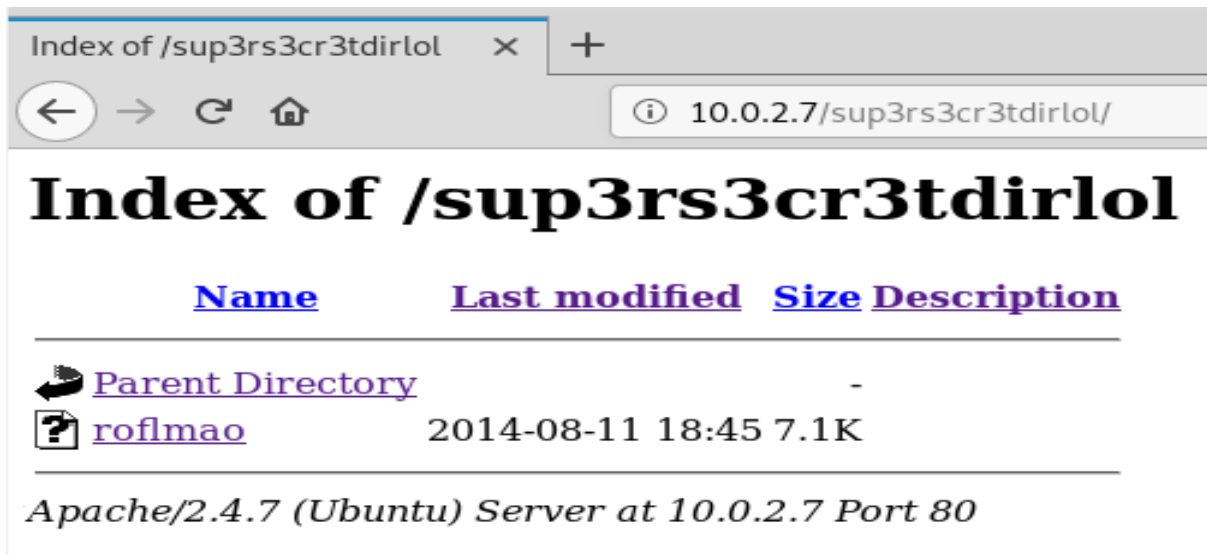 Index of /sup3rs3cr3tdirlol
10.0.2.7/sup3rs3cr3tdirlol/
Index of /sup3rs3cr3tdirlol
Name Last modified Size Description
Parent Directory -
roflmao 2014-08-11 18:45 7.1K
Apache/2.4.7 (Ubuntu) Server at 10.0.2.7 Port 80